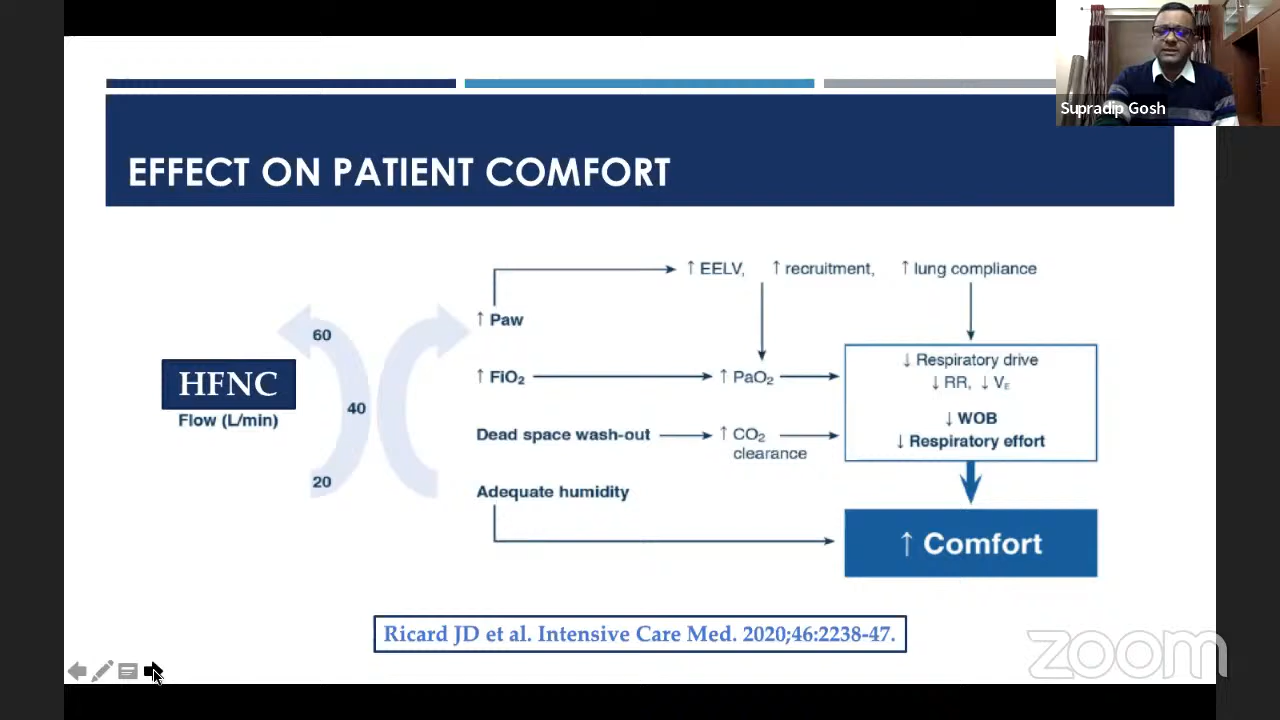 Supradip Gosh
EFFECT ON PATIENT COMFORT
↑ EELV, ↑ recruitment, ↑ lung compliance
↑ Paw
60
HFNC
Flow (L/min)
40
20
↑ FiO₂
↑ PaO₂
Dead space wash-out
↑ CO₂
clearance
Adequate humidity
↓ Respiratory drive
↓ RR, ↓ VE
↓ WOB
↓ Respiratory effort
↑ Comfort
Ricard JD et al. Intensive Care Med. 2020;46:2238-47.
zoom